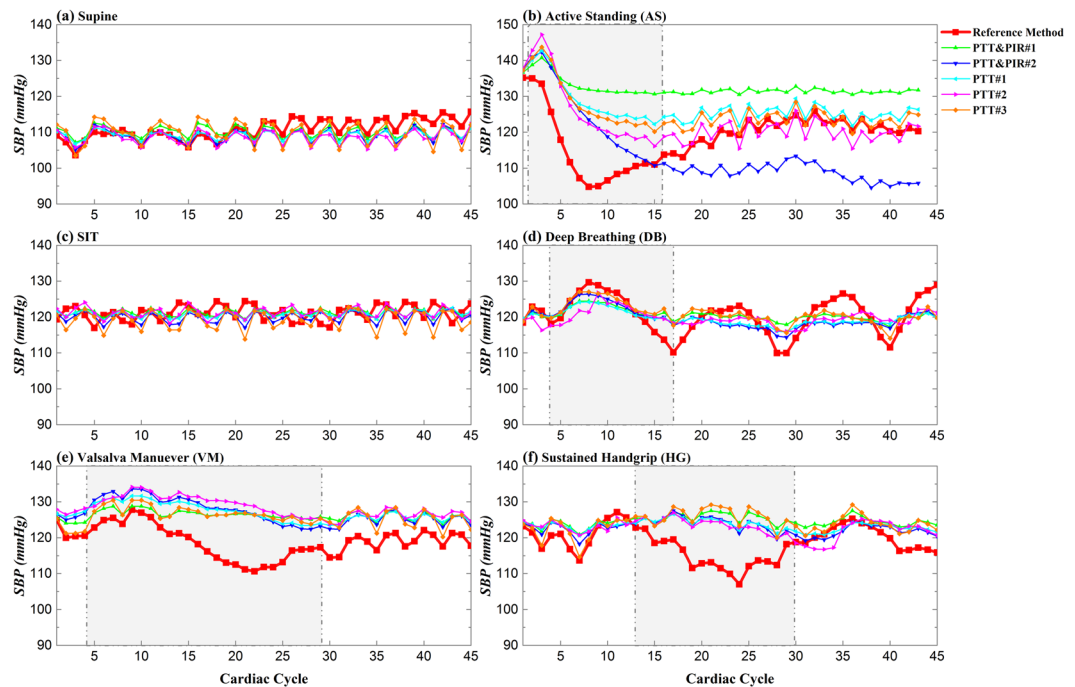 (a) Supine
140
130
120
110
100
90
SBP (mmHg)
5 10 15 20 25 30 35 40 45
(b) Active Standing (AS)
150
140
130
120
110
100
SBP (mmHg)
5 10 15 20 25 30 35 40 45
Reference Method
PTT&PIR#1
PTT&PIR#2
PTT#1
PTT#2
PTT#3
(c) SIT
140
130
120
110
100
90
SBP (mmHg)
5 10 15 20 25 30 35 40 45
(d) Deep Breathing (DB)
140
130
120
110
100
90
SBP (mmHg)
5 10 15 20 25 30 35 40 45
(e) Valsalva Manuever (VM)
140
130
120
110
100
90
SBP (mmHg)
5 10 15 20 25 30 35 40 45
Cardiac Cycle
(f) Sustained Handgrip (HG)
140
130
120
110
100
90
SBP (mmHg)
5 10 15 20 25 30 35 40 45
Cardiac Cycle